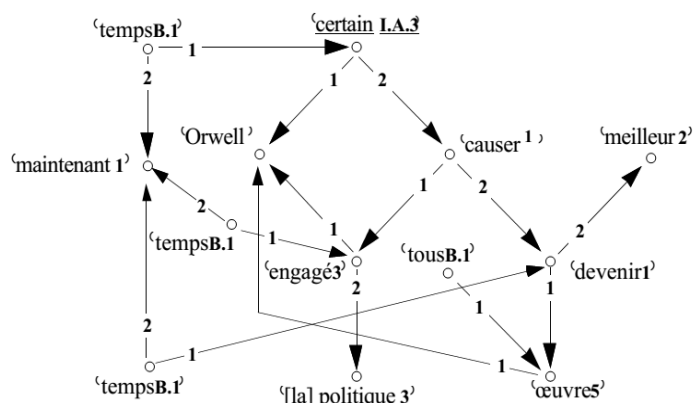 ‘tempsB.1’
‘certain I.A.3’
1
2
1
2
‘Orwell’
‘causer 1’
‘meilleur 2’
‘maintenant 1’
2
1
1
2
2
‘tempsB.1
1
‘engagé3’
‘tousB.1’
‘devenir1’
2
1
1
2
1
1
‘tempsB.1’
‘[la] politique 3’
‘œuvre5’